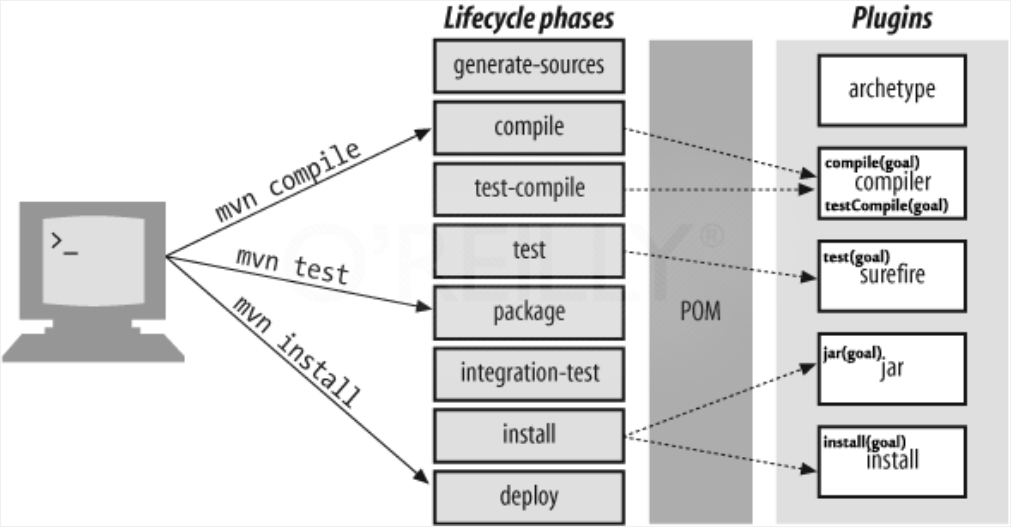 Lifecycle phases
Plugins
generate-sources
archetype
compile
mvn compile
compile(goal)
compiler
testCompile(goal)
test-compile
>_
O'REILLY®
test
mvn test
test(goal)
surefire
package
POM
mvn install
integration-test
jar(goal)
jar
install
install(goal)
install
deploy